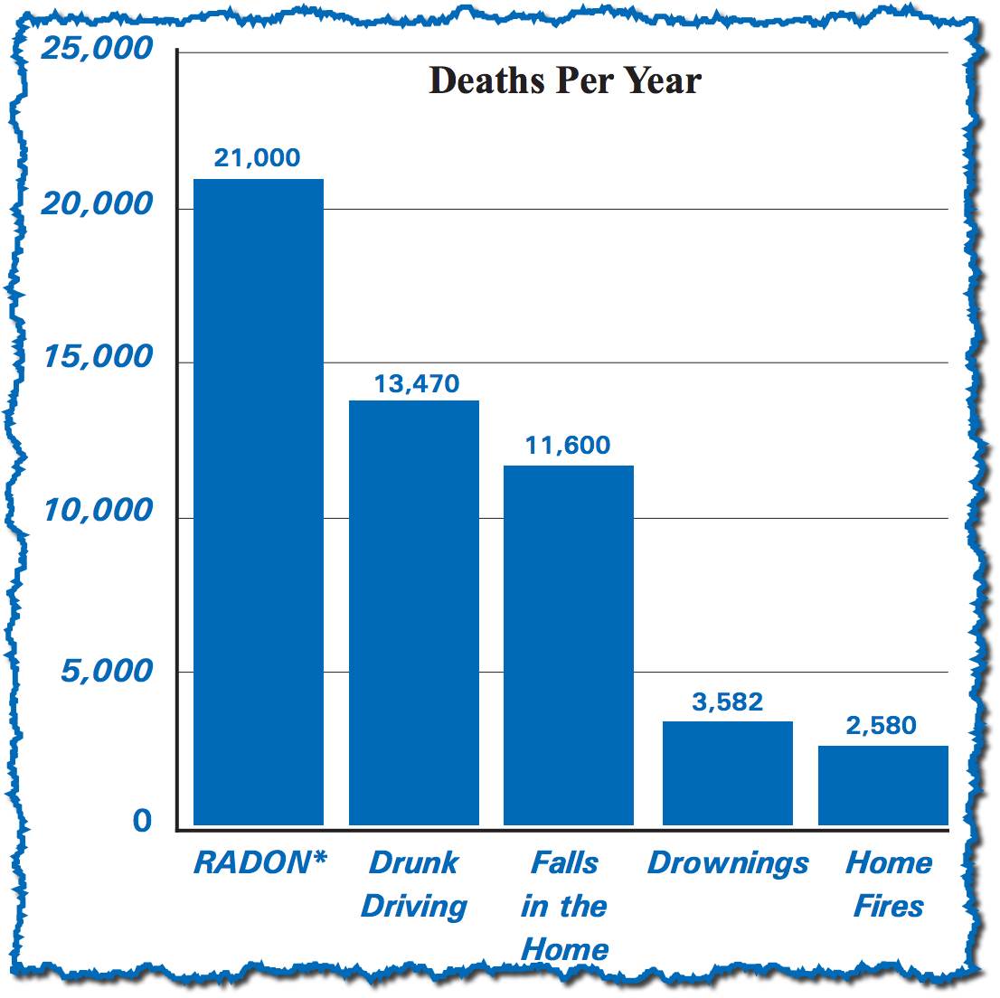 Deaths Per Year
25,000
20,000
15,000
10,000
5,000
0
21,000
13,470
11,600
3,582
2,580
RADON*
Drunk
Driving
Falls
in the
Home
Drownings
Home
Fires